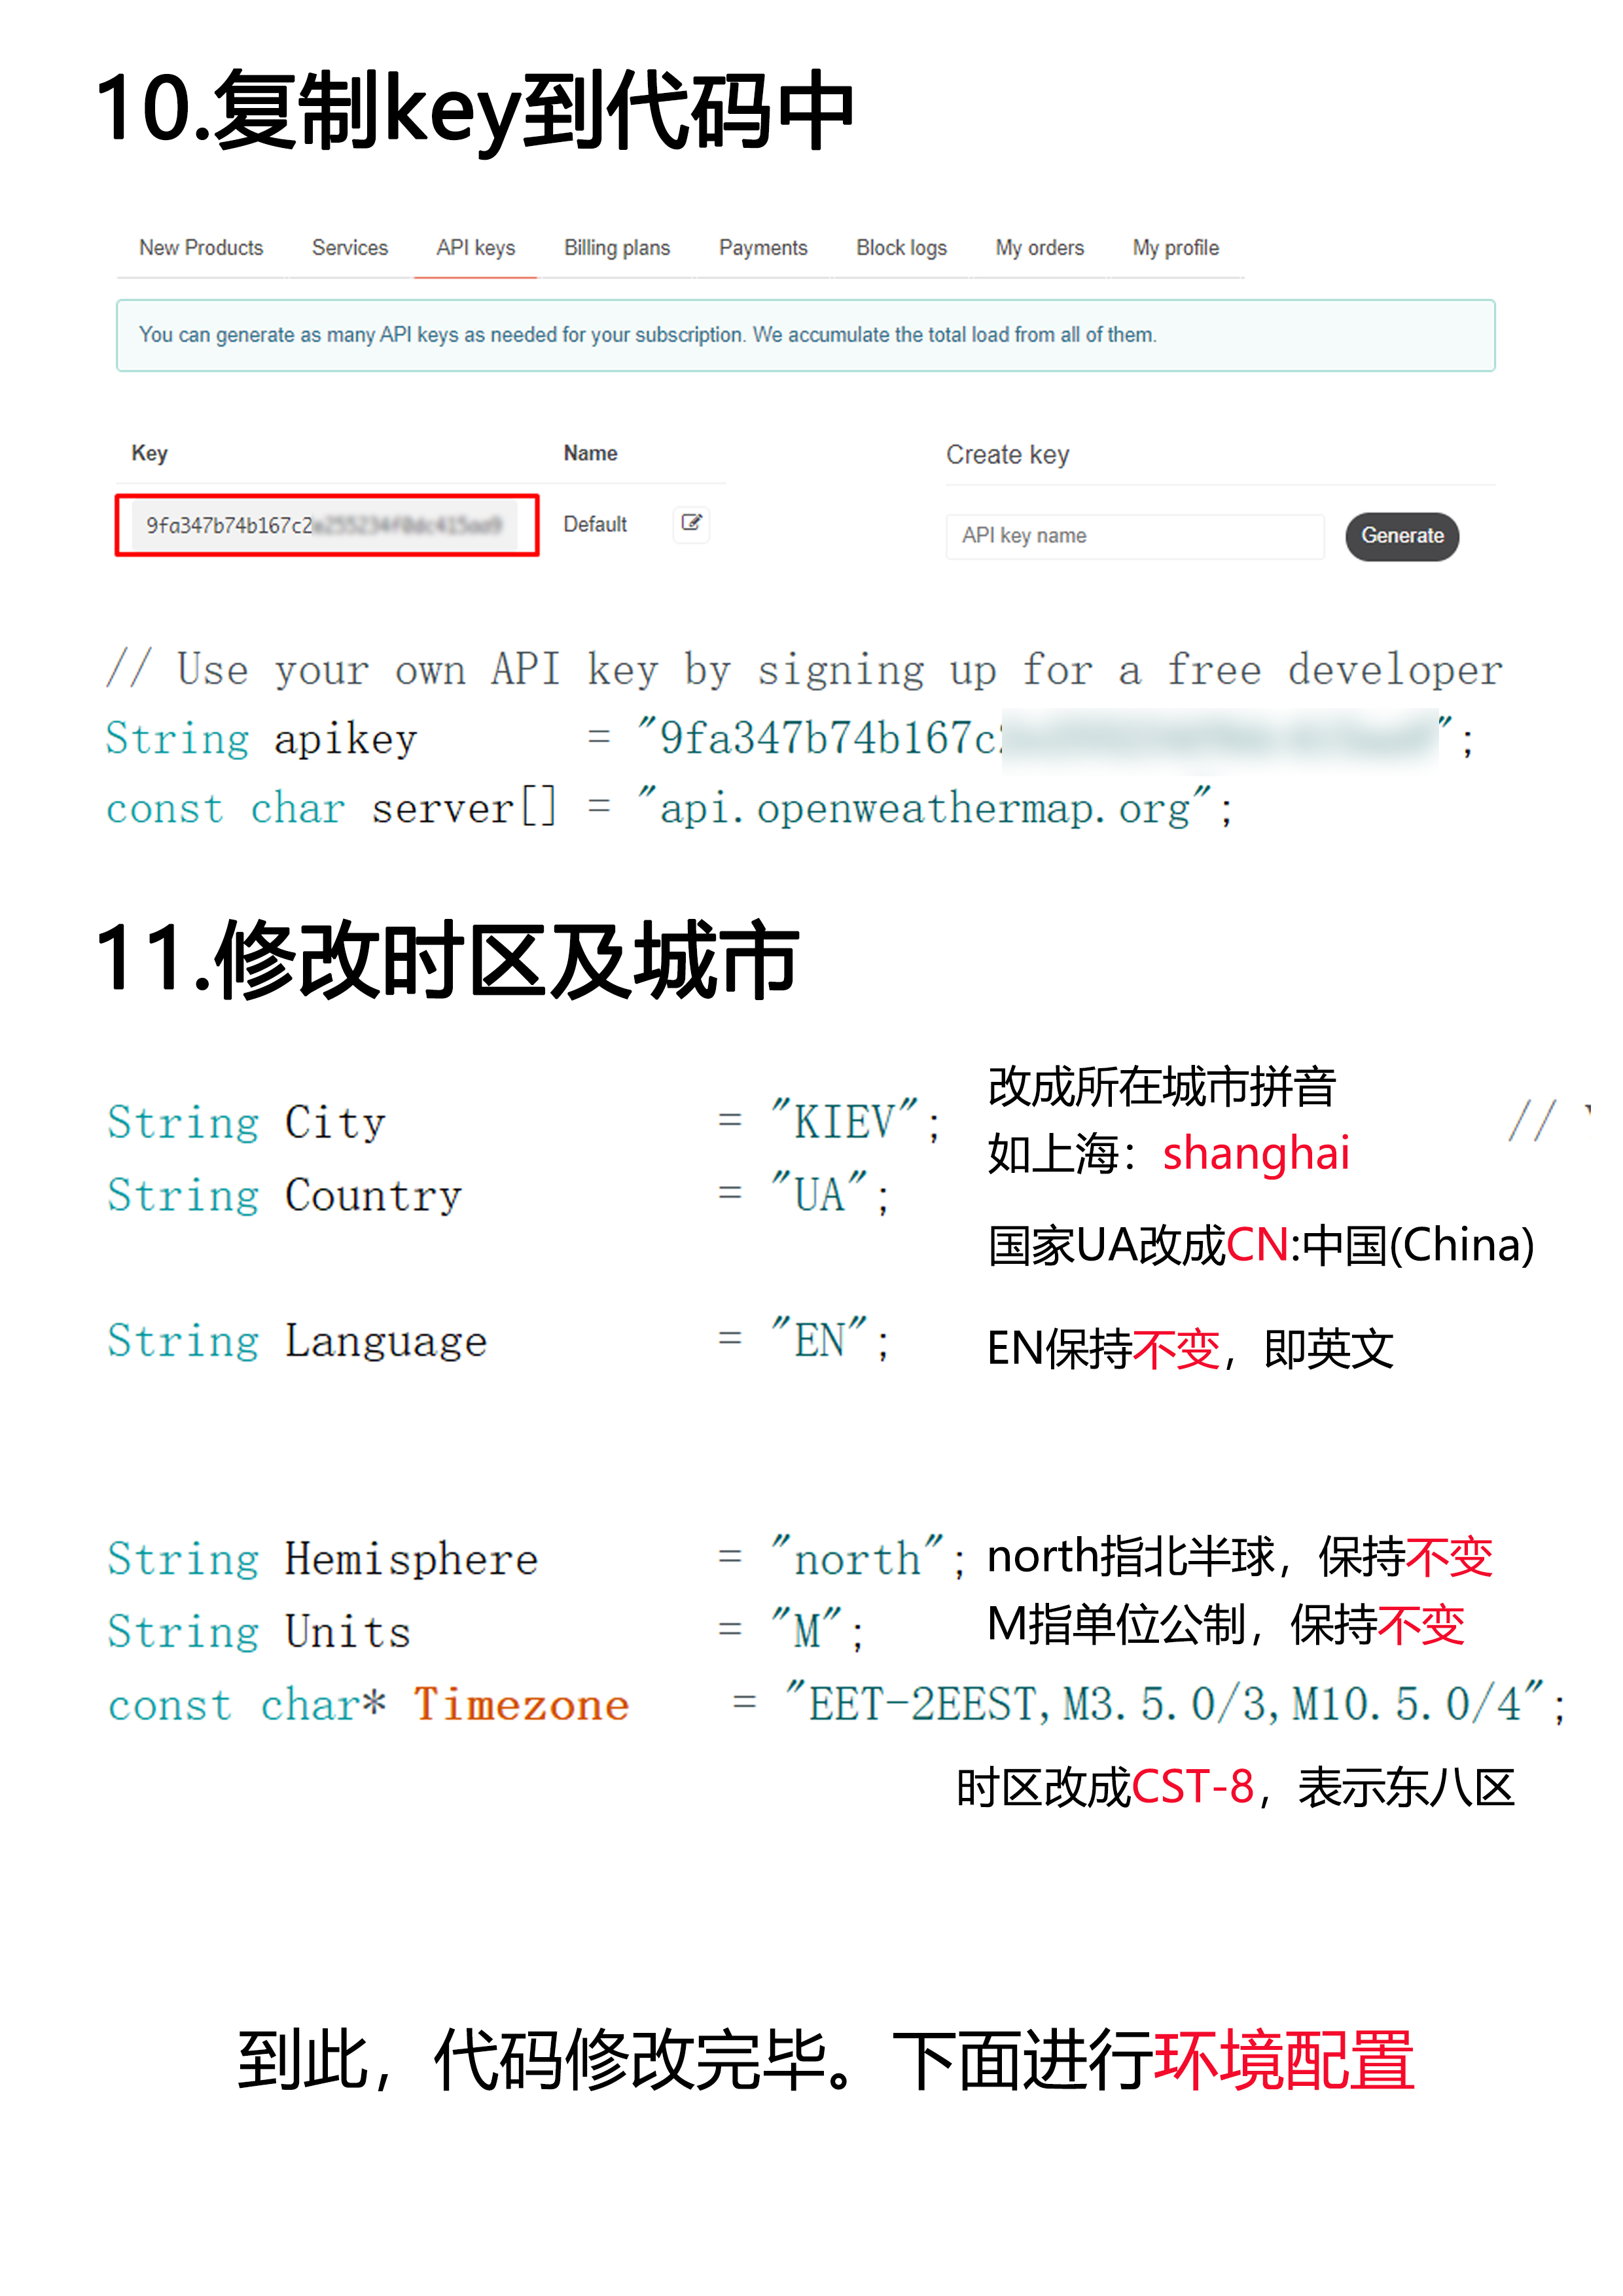 10.复制key到代码中
New Products Services API keys Billing plans Payments Block logs My orders My profile
You can generate as many API keys as needed for your subscription. We accumulate the total load from all of them.
Key Name Create key
9fa347b74b167c2 Default API key name Generate
// Use your own API key by signing up for a free developer
String apikey = "9fa347b74b167c";
const char server[] = "api.openweathermap.org";
11.修改时区及城市
改成所在城市拼音
String City = "KIEV"; //
如上海：shanghai
String Country = "UA";
国家UA改成CN:中国(China)
String Language = "EN"; EN保持不变，即英文
String Hemisphere = "north"; north指北半球，保持不变
String Units = "M"; M指单位公制，保持不变
const char* Timezone = "EET-2EEST,M3.5.0/3,M10.5.0/4";
时区改成CST-8，表示东八区
到此，代码修改完毕。下面进行环境配置